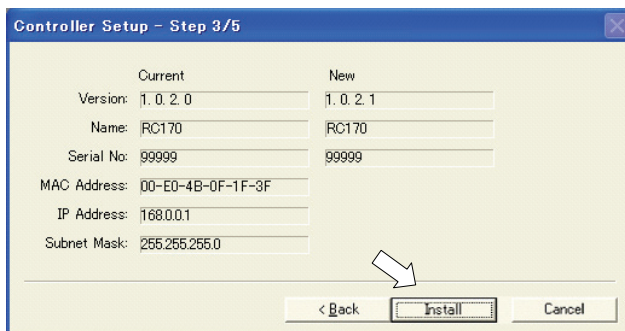 Controller Setup - Step 3/5
Current New
Version: 1. 0. 2. 0 1. 0. 2. 1
Name: RC170 RC170
Serial No: 99999 99999
MAC Address: 00-E0-4B-0F-1F-3F
IP Address: 168.0.0.1
Subnet Mask: 255.255.255.0
< Back Install Cancel